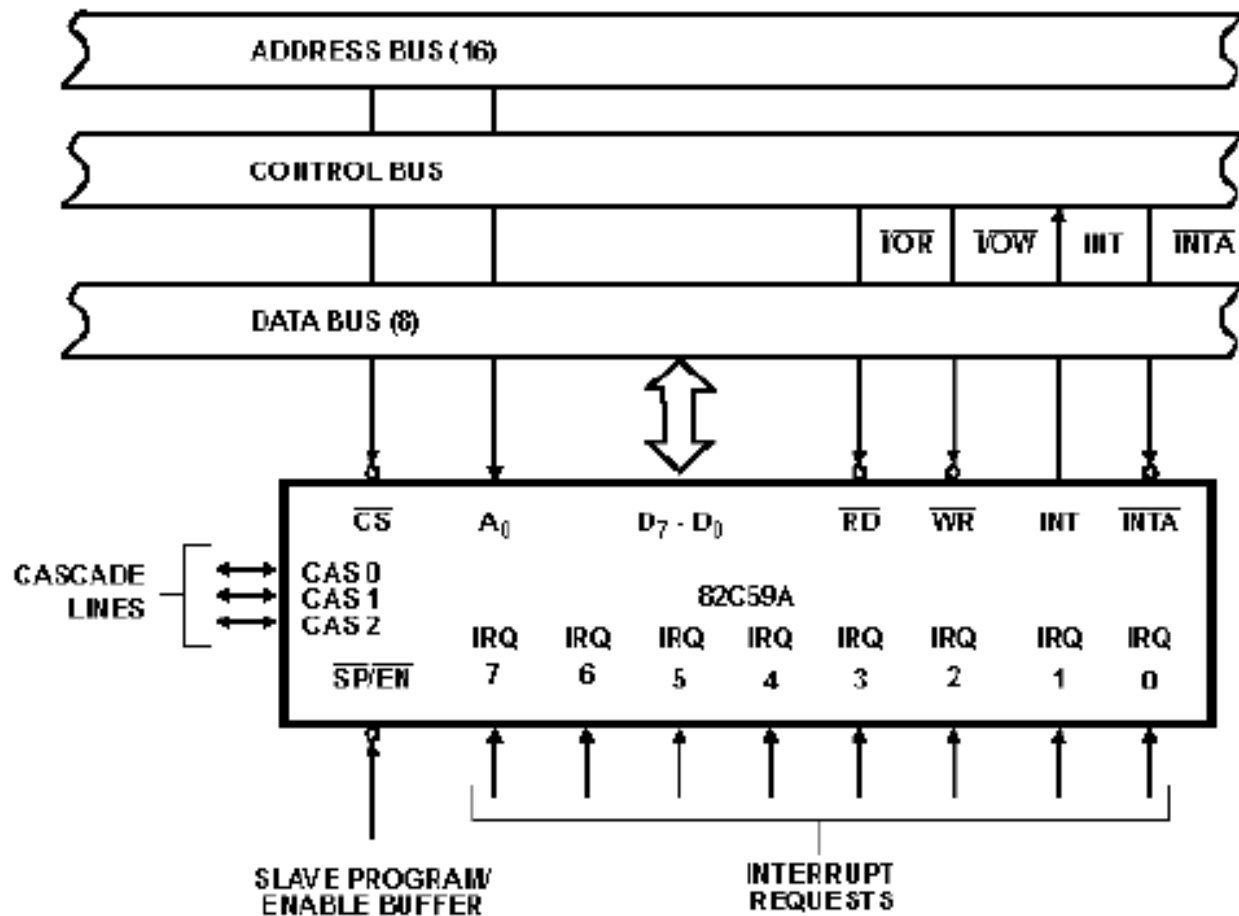 ADDRESS BUS (16)
CONTROL BUS
I/OR I/OW INT INTA
DATA BUS (8)
CS A0 D7 - D0 RD WR INT INTA
CASCADE
LINES
CAS 0
CAS 1
CAS 2
82C59A
IRQ IRQ IRQ IRQ IRQ IRQ IRQ IRQ
SP/EN 7 6 5 4 3 2 1 0
SLAVE PROGRAM/
ENABLE BUFFER
INTERRUPT
REQUESTS